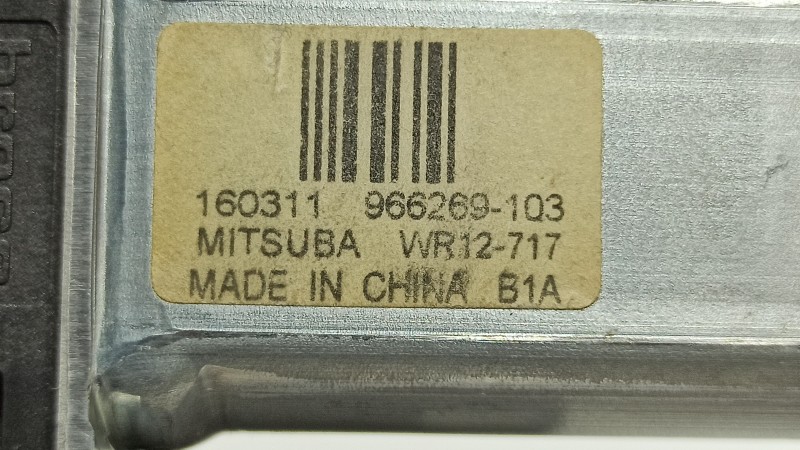 160311 966269-103
MITSUBA WR12-717
MADE IN CHINA B1A